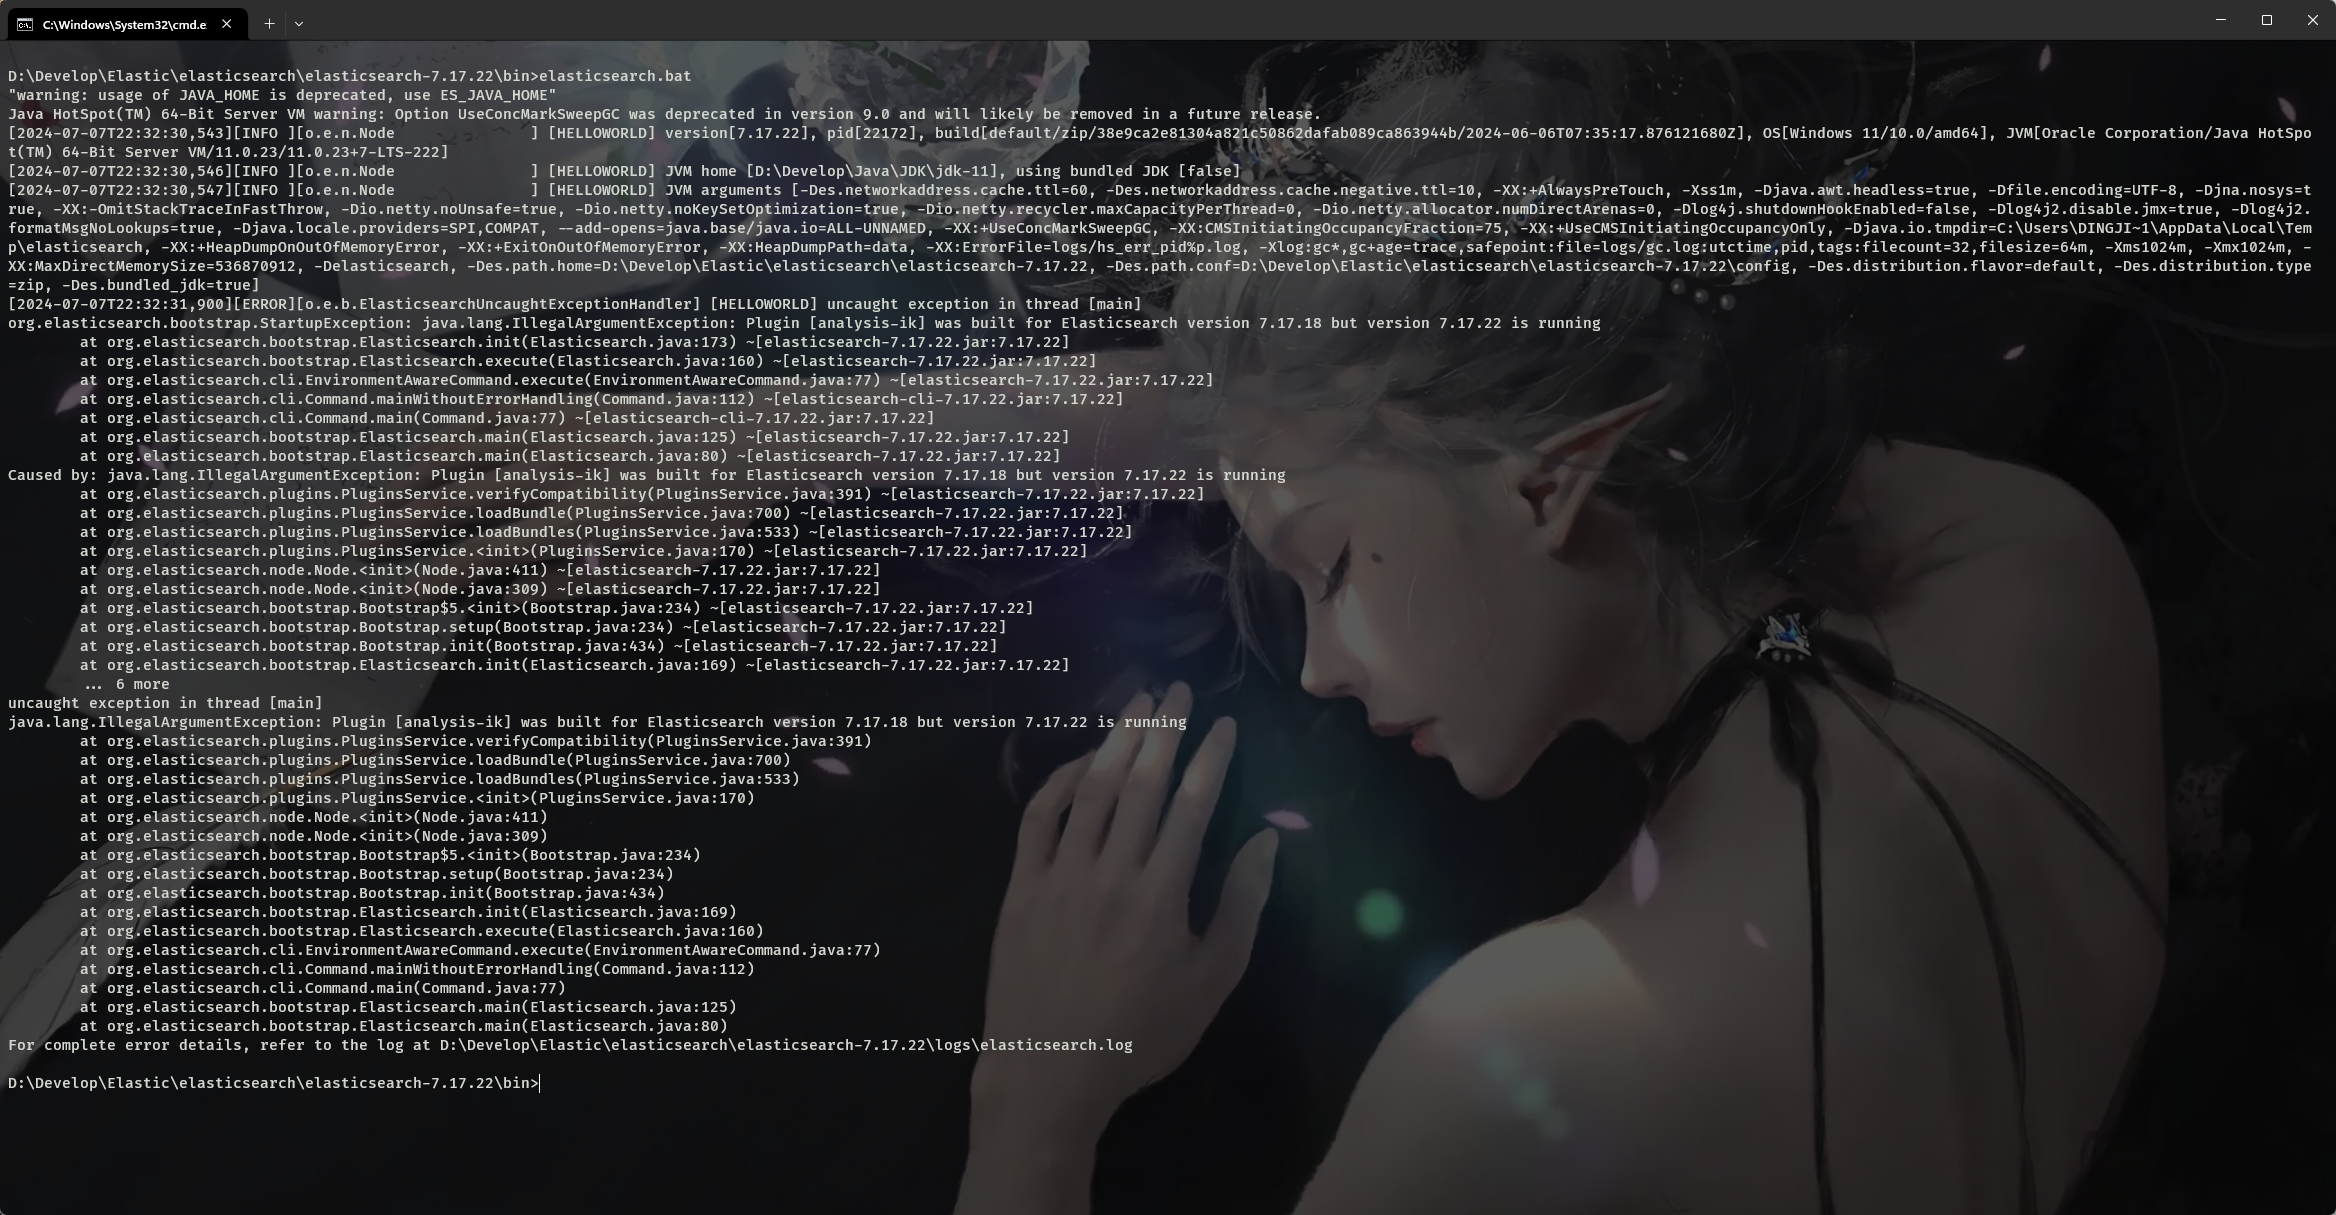 C:\Windows\System32\cmd.e
D:\Develop\Elastic\elasticsearch\elasticsearch-7.17.22\bin>elasticsearch.bat
"warning: usage of JAVA_HOME is deprecated, use ES_JAVA_HOME"
Java HotSpot(TM) 64-Bit Server VM warning: Option UseConcMarkSweepGC was deprecated in version 9.0 and will likely be removed in a future release.
[2024-07-07T22:32:30,543][INFO ][o.e.n.Node               ] [HELLOWORLD] version[7.17.22], pid[22172], build[default/zip/38e9ca2e81304a821c50862dafab089ca863944b/2024-06-06T07:35:17.876121680Z], OS[Windows 11/10.0/amd64], JVM[Oracle Corporation/Java HotSpo
t(TM) 64-Bit Server VM/11.0.23/11.0.23+7-LTS-222]
[2024-07-07T22:32:30,546][INFO ][o.e.n.Node               ] [HELLOWORLD] JVM home [D:\Develop\Java\JDK\jdk-11], using bundled JDK [false]
[2024-07-07T22:32:30,547][INFO ][o.e.n.Node               ] [HELLOWORLD] JVM arguments [-Des.networkaddress.cache.ttl=60, -Des.networkaddress.cache.negative.ttl=10, -XX:+AlwaysPreTouch, -Xss1m, -Djava.awt.headless=true, -Dfile.encoding=UTF-8, -Djna.nosys=t
rue, -XX:-OmitStackTraceInFastThrow, -Dio.netty.noUnsafe=true, -Dio.netty.noKeySetOptimization=true, -Dio.netty.recycler.maxCapacityPerThread=0, -Dio.netty.allocator.numDirectArenas=0, -Dlog4j.shutdownHookEnabled=false, -Dlog4j2.disable.jmx=true, -Dlog4j2.
formatMsgNoLookups=true, -Djava.locale.providers=SPI,COMPAT, --add-opens=java.base/java.io=ALL-UNNAMED, -XX:+UseConcMarkSweepGC, -XX:CMSInitiatingOccupancyFraction=75, -XX:+UseCMSInitiatingOccupancyOnly, -Djava.io.tmpdir=C:\Users\DINGJI~1\AppData\Local\Tem
p\elasticsearch, -XX:+HeapDumpOnOutOfMemoryError, -XX:+ExitOnOutOfMemoryError, -XX:HeapDumpPath=data, -XX:ErrorFile=logs/hs_err_pid%p.log, -Xlog:gc*,gc+age=trace,safepoint:file=logs/gc.log:utctime,pid,tags:filecount=32,filesize=64m, -Xms1024m, -Xmx1024m, -
XX:MaxDirectMemorySize=536870912, -Delasticsearch, -Des.path.home=D:\Develop\Elastic\elasticsearch\elasticsearch-7.17.22, -Des.path.conf=D:\Develop\Elastic\elasticsearch\elasticsearch-7.17.22\config, -Des.distribution.flavor=default, -Des.distribution.type
=zip, -Des.bundled_jdk=true]
[2024-07-07T22:32:31,900][ERROR][o.e.b.ElasticsearchUncaughtExceptionHandler] [HELLOWORLD] uncaught exception in thread [main]
org.elasticsearch.bootstrap.StartupException: java.lang.IllegalArgumentException: Plugin [analysis-ik] was built for Elasticsearch version 7.17.18 but version 7.17.22 is running
at org.elasticsearch.bootstrap.Elasticsearch.init(Elasticsearch.java:173) ~[elasticsearch-7.17.22.jar:7.17.22]
at org.elasticsearch.bootstrap.Elasticsearch.execute(Elasticsearch.java:160) ~[elasticsearch-7.17.22.jar:7.17.22]
at org.elasticsearch.cli.EnvironmentAwareCommand.execute(EnvironmentAwareCommand.java:77) ~[elasticsearch-7.17.22.jar:7.17.22]
at org.elasticsearch.cli.Command.mainWithoutErrorHandling(Command.java:112) ~[elasticsearch-cli-7.17.22.jar:7.17.22]
at org.elasticsearch.cli.Command.main(Command.java:77) ~[elasticsearch-cli-7.17.22.jar:7.17.22]
at org.elasticsearch.bootstrap.Elasticsearch.main(Elasticsearch.java:125) ~[elasticsearch-7.17.22.jar:7.17.22]
at org.elasticsearch.bootstrap.Elasticsearch.main(Elasticsearch.java:80) ~[elasticsearch-7.17.22.jar:7.17.22]
Caused by: java.lang.IllegalArgumentException: Plugin [analysis-ik] was built for Elasticsearch version 7.17.18 but version 7.17.22 is running
at org.elasticsearch.plugins.PluginsService.verifyCompatibility(PluginsService.java:391) ~[elasticsearch-7.17.22.jar:7.17.22]
at org.elasticsearch.plugins.PluginsService.loadBundle(PluginsService.java:700) ~[elasticsearch-7.17.22.jar:7.17.22]
at org.elasticsearch.plugins.PluginsService.loadBundles(PluginsService.java:533) ~[elasticsearch-7.17.22.jar:7.17.22]
at org.elasticsearch.plugins.PluginsService.<init>(PluginsService.java:170) ~[elasticsearch-7.17.22.jar:7.17.22]
at org.elasticsearch.node.Node.<init>(Node.java:411) ~[elasticsearch-7.17.22.jar:7.17.22]
at org.elasticsearch.node.Node.<init>(Node.java:309) ~[elasticsearch-7.17.22.jar:7.17.22]
at org.elasticsearch.bootstrap.Bootstrap$5.<init>(Bootstrap.java:234) ~[elasticsearch-7.17.22.jar:7.17.22]
at org.elasticsearch.bootstrap.Bootstrap.setup(Bootstrap.java:234) ~[elasticsearch-7.17.22.jar:7.17.22]
at org.elasticsearch.bootstrap.Bootstrap.init(Bootstrap.java:434) ~[elasticsearch-7.17.22.jar:7.17.22]
at org.elasticsearch.bootstrap.Elasticsearch.init(Elasticsearch.java:169) ~[elasticsearch-7.17.22.jar:7.17.22]
... 6 more
uncaught exception in thread [main]
java.lang.IllegalArgumentException: Plugin [analysis-ik] was built for Elasticsearch version 7.17.18 but version 7.17.22 is running
at org.elasticsearch.plugins.PluginsService.verifyCompatibility(PluginsService.java:391)
at org.elasticsearch.plugins.PluginsService.loadBundle(PluginsService.java:700)
at org.elasticsearch.plugins.PluginsService.loadBundles(PluginsService.java:533)
at org.elasticsearch.plugins.PluginsService.<init>(PluginsService.java:170)
at org.elasticsearch.node.Node.<init>(Node.java:411)
at org.elasticsearch.node.Node.<init>(Node.java:309)
at org.elasticsearch.bootstrap.Bootstrap$5.<init>(Bootstrap.java:234)
at org.elasticsearch.bootstrap.Bootstrap.setup(Bootstrap.java:234)
at org.elasticsearch.bootstrap.Bootstrap.init(Bootstrap.java:434)
at org.elasticsearch.bootstrap.Elasticsearch.init(Elasticsearch.java:169)
at org.elasticsearch.bootstrap.Elasticsearch.execute(Elasticsearch.java:160)
at org.elasticsearch.cli.EnvironmentAwareCommand.execute(EnvironmentAwareCommand.java:77)
at org.elasticsearch.cli.Command.mainWithoutErrorHandling(Command.java:112)
at org.elasticsearch.cli.Command.main(Command.java:77)
at org.elasticsearch.bootstrap.Elasticsearch.main(Elasticsearch.java:125)
at org.elasticsearch.bootstrap.Elasticsearch.main(Elasticsearch.java:80)
For complete error details, refer to the log at D:\Develop\Elastic\elasticsearch\elasticsearch-7.17.22\logs\elasticsearch.log
D:\Develop\Elastic\elasticsearch\elasticsearch-7.17.22\bin>